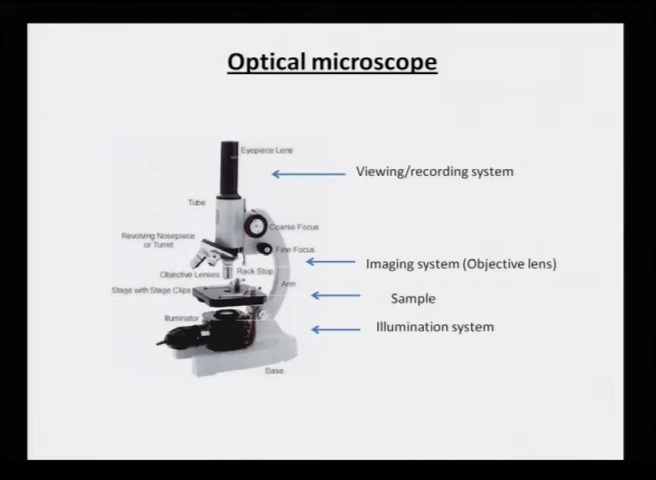 Optical microscope
Eyepiece Lens
Viewing/recording system
Tube
Coarse Focus
Revolving Nosepiece
or Turret
Fine Focus
Imaging system (Objective lens)
Objective Lenses
Rack Stop
Arm
Stage with Stage Clips
Sample
Illuminator
Illumination system
Base